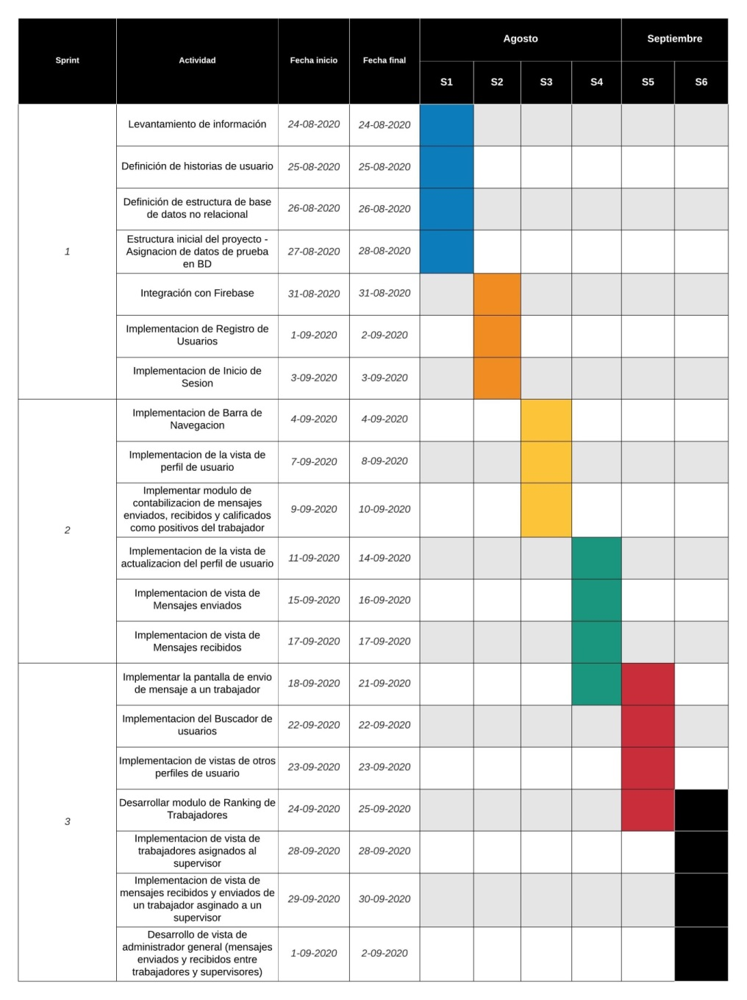 Sprint
Actividad
Fecha inicio
Fecha final
Agosto
Septiembre
S1
S2
S3
S4
S5
S6
1
Levantamiento de información
24-08-2020
24-08-2020
Definición de historias de usuario
25-08-2020
25-08-2020
Definición de estructura de base
de datos no relacional
26-08-2020
26-08-2020
Estructura inicial del proyecto -
Asignacion de datos de prueba
en BD
27-08-2020
28-08-2020
Integración con Firebase
31-08-2020
31-08-2020
Implementacion de Registro de
Usuarios
1-09-2020
2-09-2020
Implementacion de Inicio de
Sesion
3-09-2020
3-09-2020
2
Implementacion de Barra de
Navegacion
4-09-2020
4-09-2020
Implementacion de la vista de
perfil de usuario
7-09-2020
8-09-2020
Implementar modulo de
contabilizacion de mensajes
enviados, recibidos y calificados
como positivos del trabajador
9-09-2020
10-09-2020
Implementacion de la vista de
actualizacion del perfil de usuario
11-09-2020
14-09-2020
Implementacion de vista de
Mensajes enviados
15-09-2020
16-09-2020
Implementacion de vista de
Mensajes recibidos
17-09-2020
17-09-2020
3
Implementar la pantalla de envio
de mensaje a un trabajador
18-09-2020
21-09-2020
Implementacion del Buscador de
usuarios
22-09-2020
22-09-2020
Implementacion de vistas de otros
perfiles de usuario
23-09-2020
23-09-2020
Desarrollar modulo de Ranking de
Trabajadores
24-09-2020
25-09-2020
Implementacion de vista de
trabajadores asignados al
supervisor
28-09-2020
28-09-2020
Implementacion de vista de
mensajes recibidos y enviados de
un trabajador asginado a un
supervisor
29-09-2020
30-09-2020
Desarrollo de vista de
administrador general (mensajes
enviados y recibidos entre
trabajadores y supervisores)
1-09-2020
2-09-2020